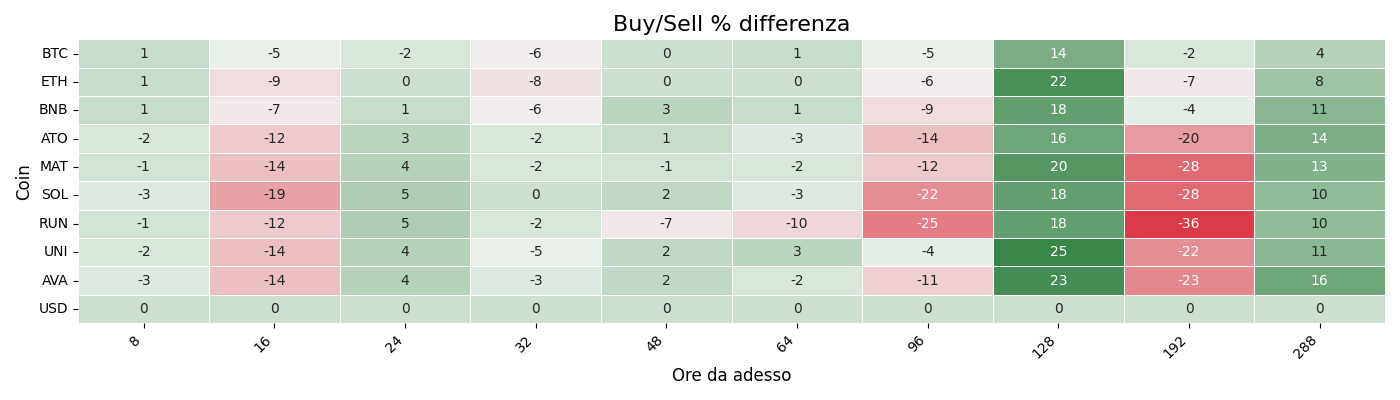 Buy/Sell % differenza
Coin
BTC 1 -5 -2 -6 0 1 -5 14 -2 4
ETH 1 -9 0 -8 0 0 -6 22 -7 8
BNB 1 -7 1 -6 3 1 -9 18 -4 11
ATO -2 -12 3 -2 1 -3 -14 16 -20 14
MAT -1 -14 4 -2 -1 -2 -12 20 -28 13
SOL -3 -19 5 0 2 -3 -22 18 -28 10
RUN -1 -12 5 -2 -7 -10 -25 18 -36 10
UNI -2 -14 4 -5 2 3 -4 25 -22 11
AVA -3 -14 4 -3 2 -2 -11 23 -23 16
USD 0 0 0 0 0 0 0 0 0 0
8 16 24 32 48 64 96 128 192 288
Ore da adesso